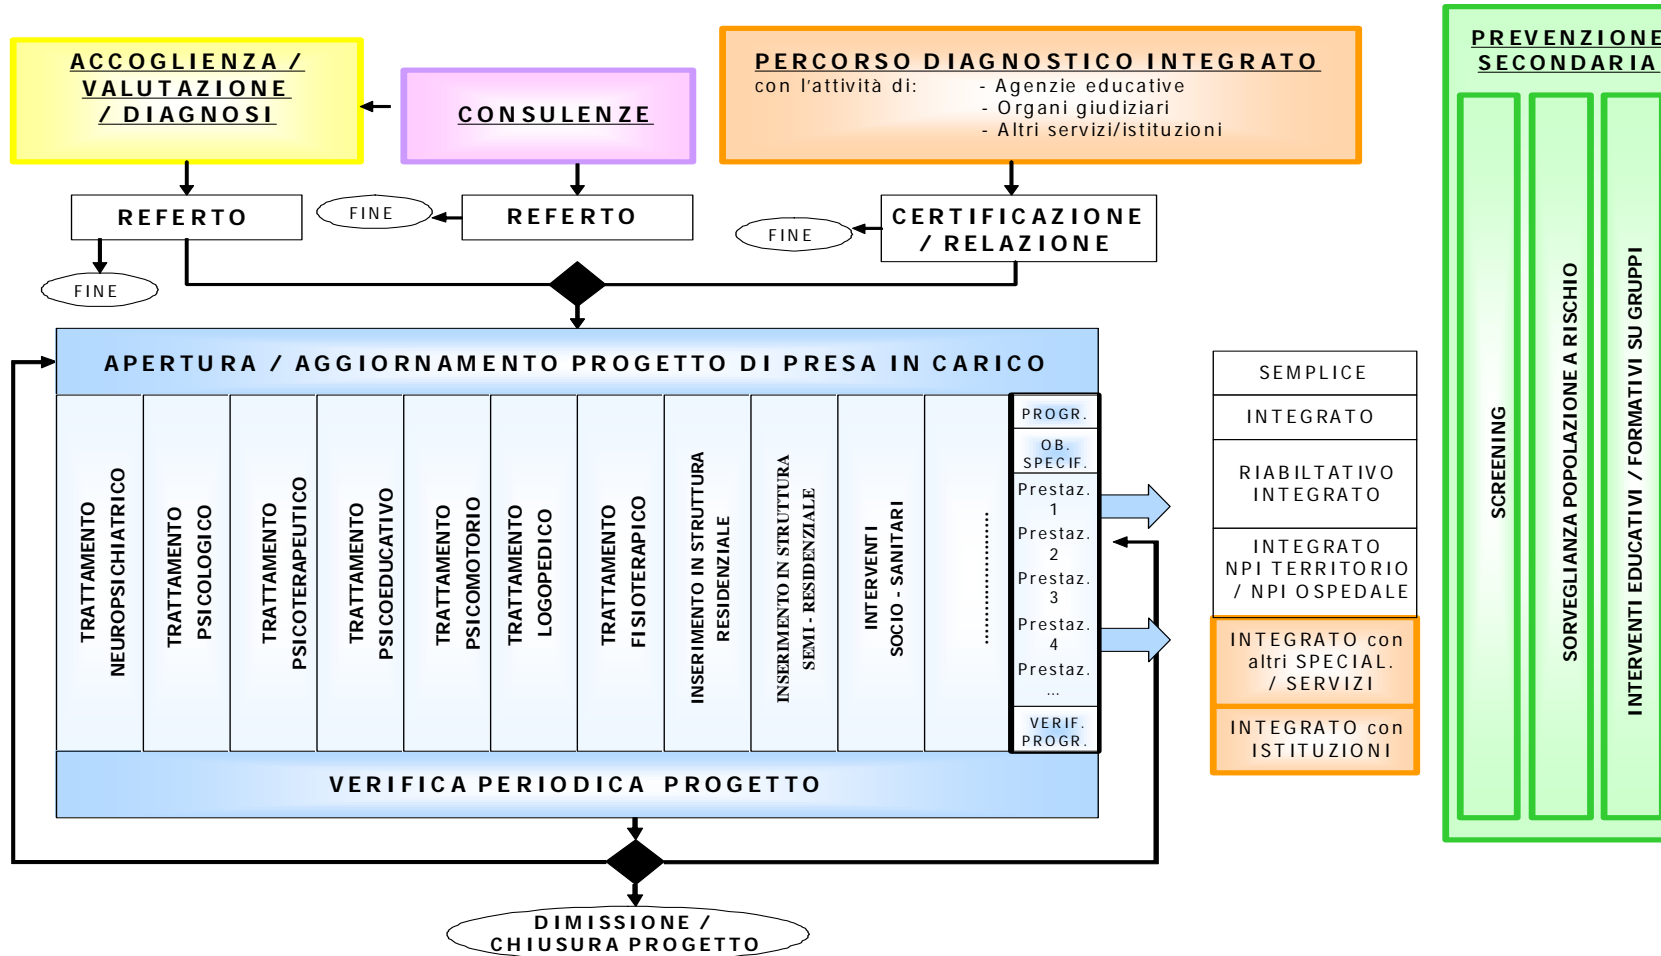 ACCOGLIENZA /
VALUTAZIONE
/ DIAGNOSI
CONSULENZE
PERCORSO DIAGNOSTICO INTEGRATO
con l'attività di: - Agenzie educative
- Organi giudiziari
- Altri servizi/istituzioni
PREVENZIONE
SECONDARIA
REFERTO
FINE
REFERTO
FINE
CERTIFICAZIONE
/ RELAZIONE
FINE
APERTURA / AGGIORNAMENTO PROGETTO DI PRESA IN CARICO
TRATTAMENTO
NEUROPSICHIATRICO
TRATTAMENTO
PSICOLOGICO
TRATTAMENTO
PSICOTERAPEUTICO
TRATTAMENTO
PSICOEDUCATIVO
TRATTAMENTO
PSICOMOTORIO
TRATTAMENTO
LOGOPEDICO
TRATTAMENTO
FISIOTERAPICO
INSERIMENTO IN STRUTTURA
RESIDENZIALE
INSERIMENTO IN STRUTTURA
SEMI - RESIDENZIALE
INTERVENTI
SOCIO - SANITARI
......................
PROGR.
OB.
SPECIF.
Prestaz.
1
Prestaz.
2
Prestaz.
3
Prestaz.
4
Prestaz.
...
VERIF.
PROGR.
VERIFICA PERIODICA PROGETTO
DIMISSIONE /
CHIUSURA PROGETTO
SEMPLICE
INTEGRATO
RIABILTATIVO
INTEGRATO
INTEGRATO
NPI TERRITORIO
/ NPI OSPEDALE
INTEGRATO con
altri SPECIAL.
/ SERVIZI
INTEGRATO con
ISTITUZIONI
SCREENING
SORVEGLIANZA POPOLAZIONE A RISCHIO
INTERVENTI EDUCATIVI / FORMATIVI SU GRUPPI